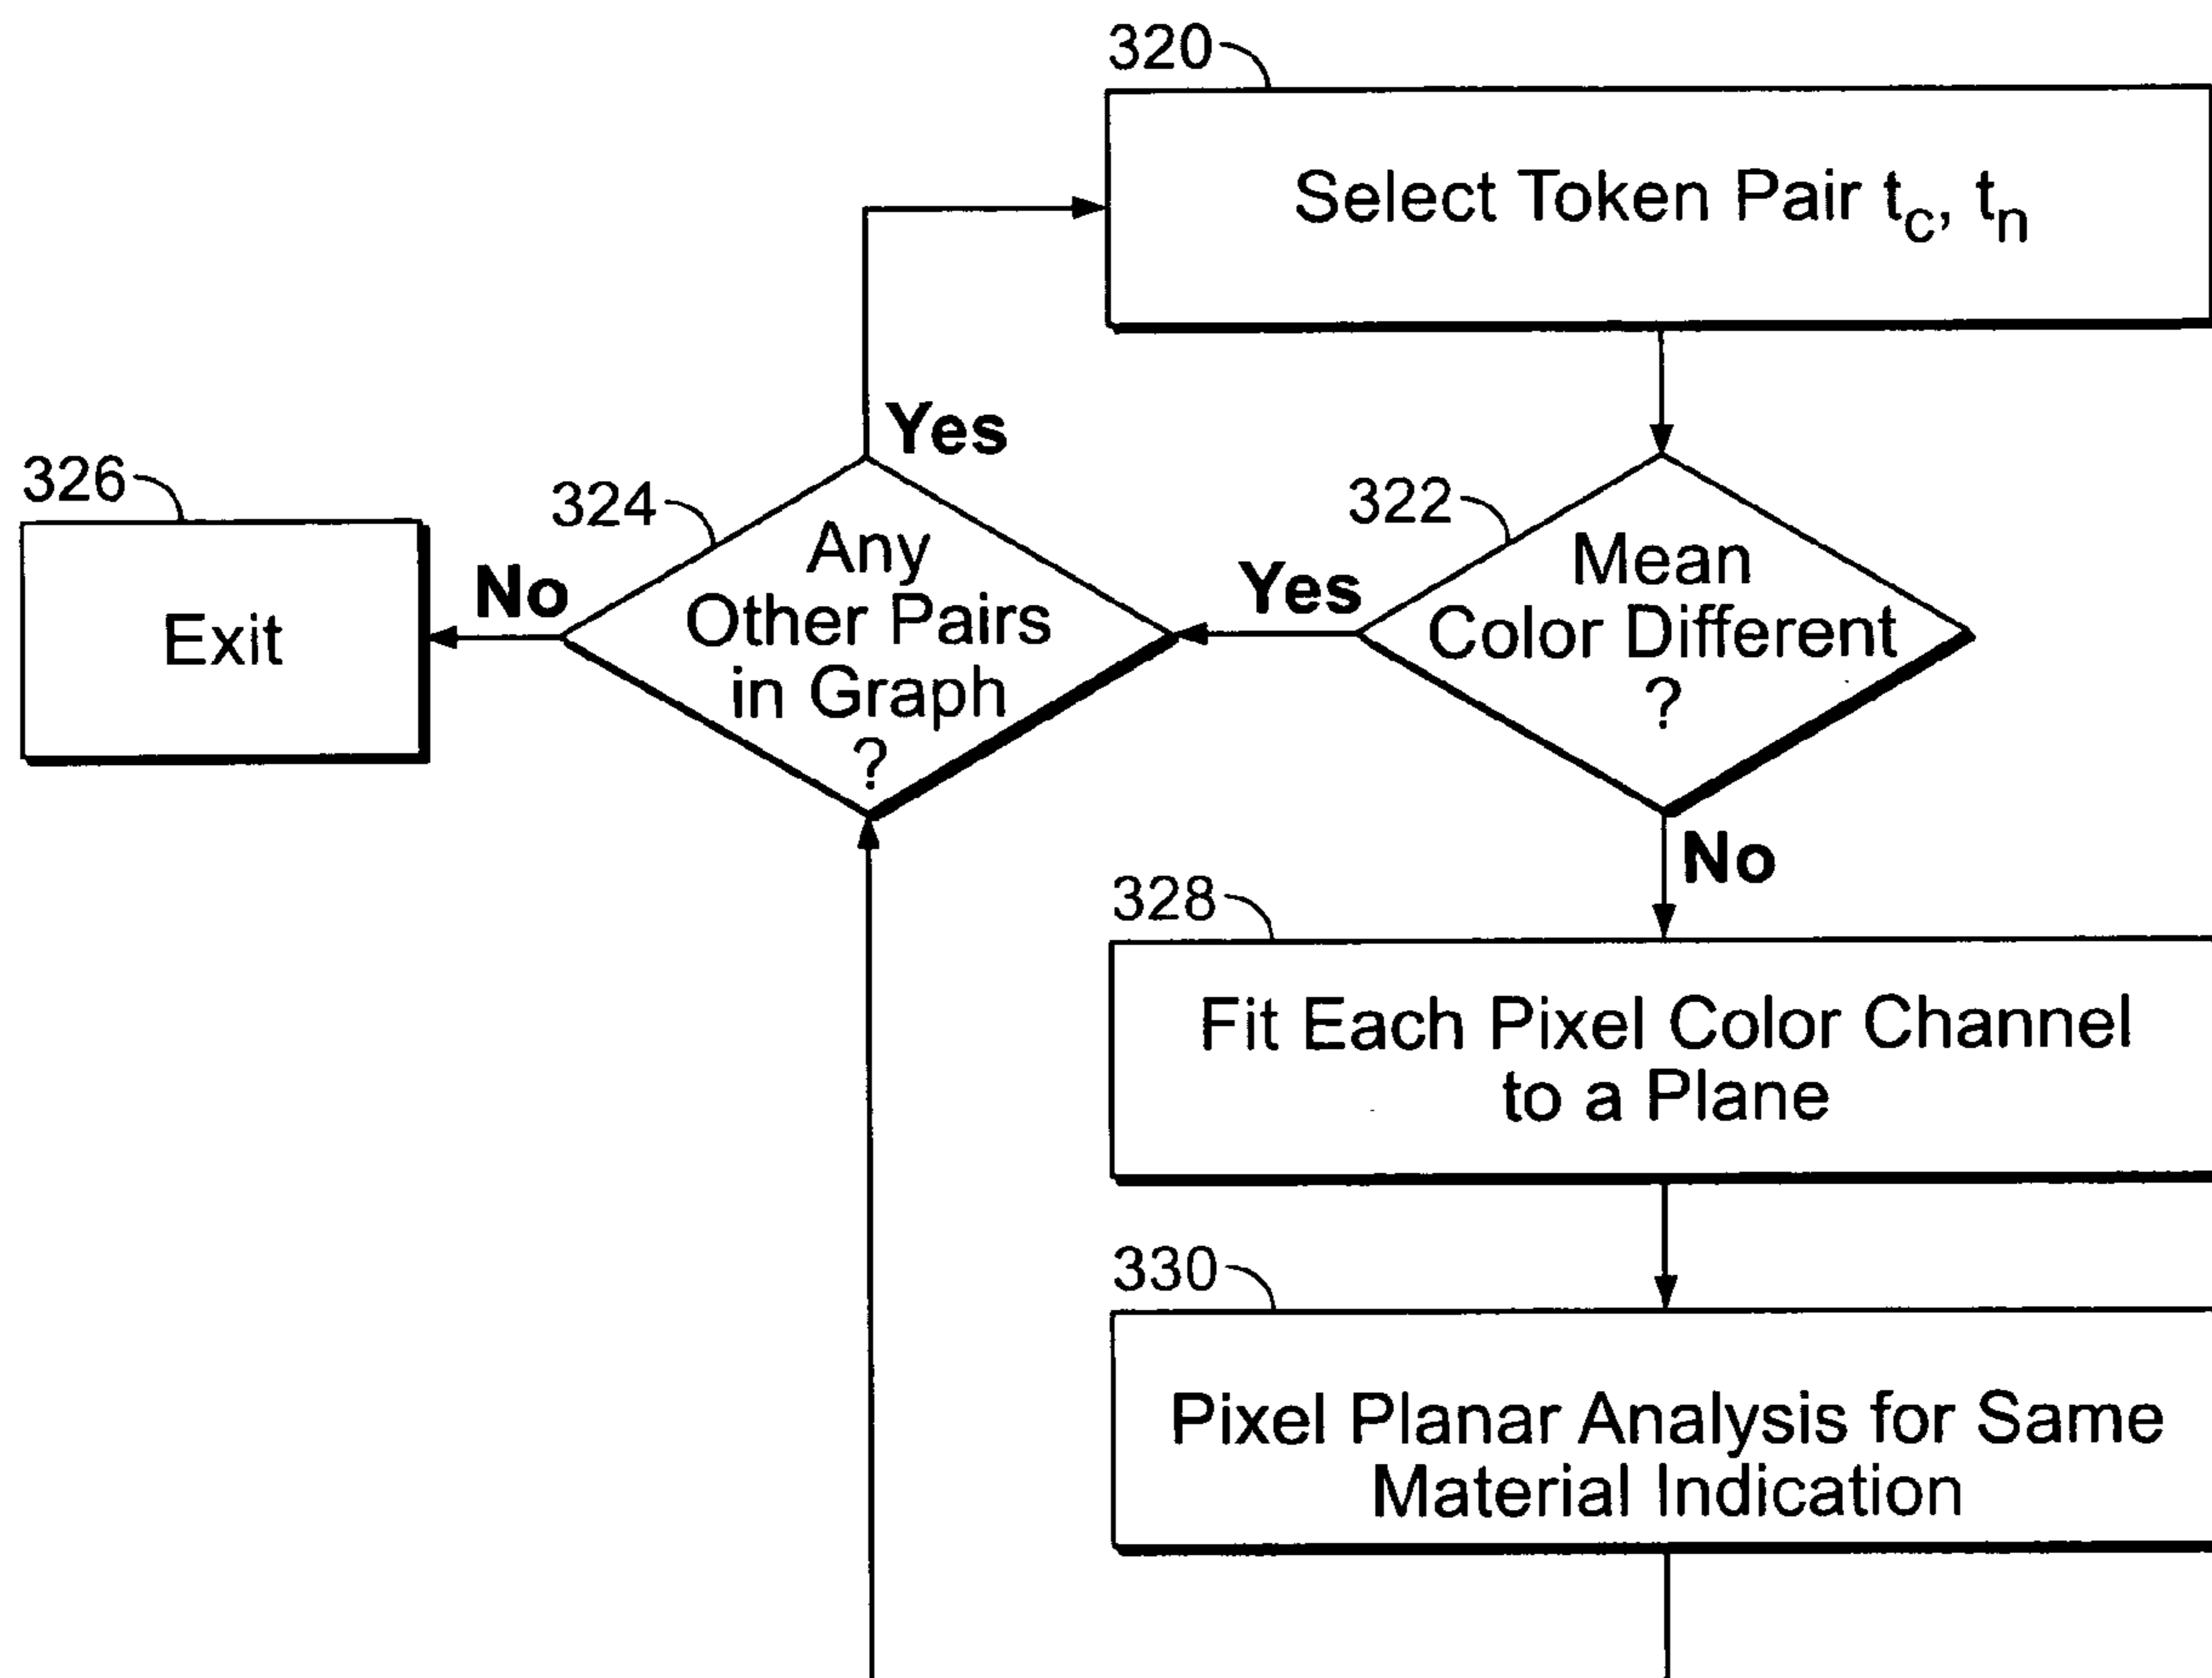 320
Select Token Pair tc, tn
Yes
326
324
322
Any
Other Pairs
in Graph
?
Mean
Color Different
?
No
Yes
Exit
No
328
Fit Each Pixel Color Channel
to a Plane
330
Pixel Planar Analysis for Same
Material Indication